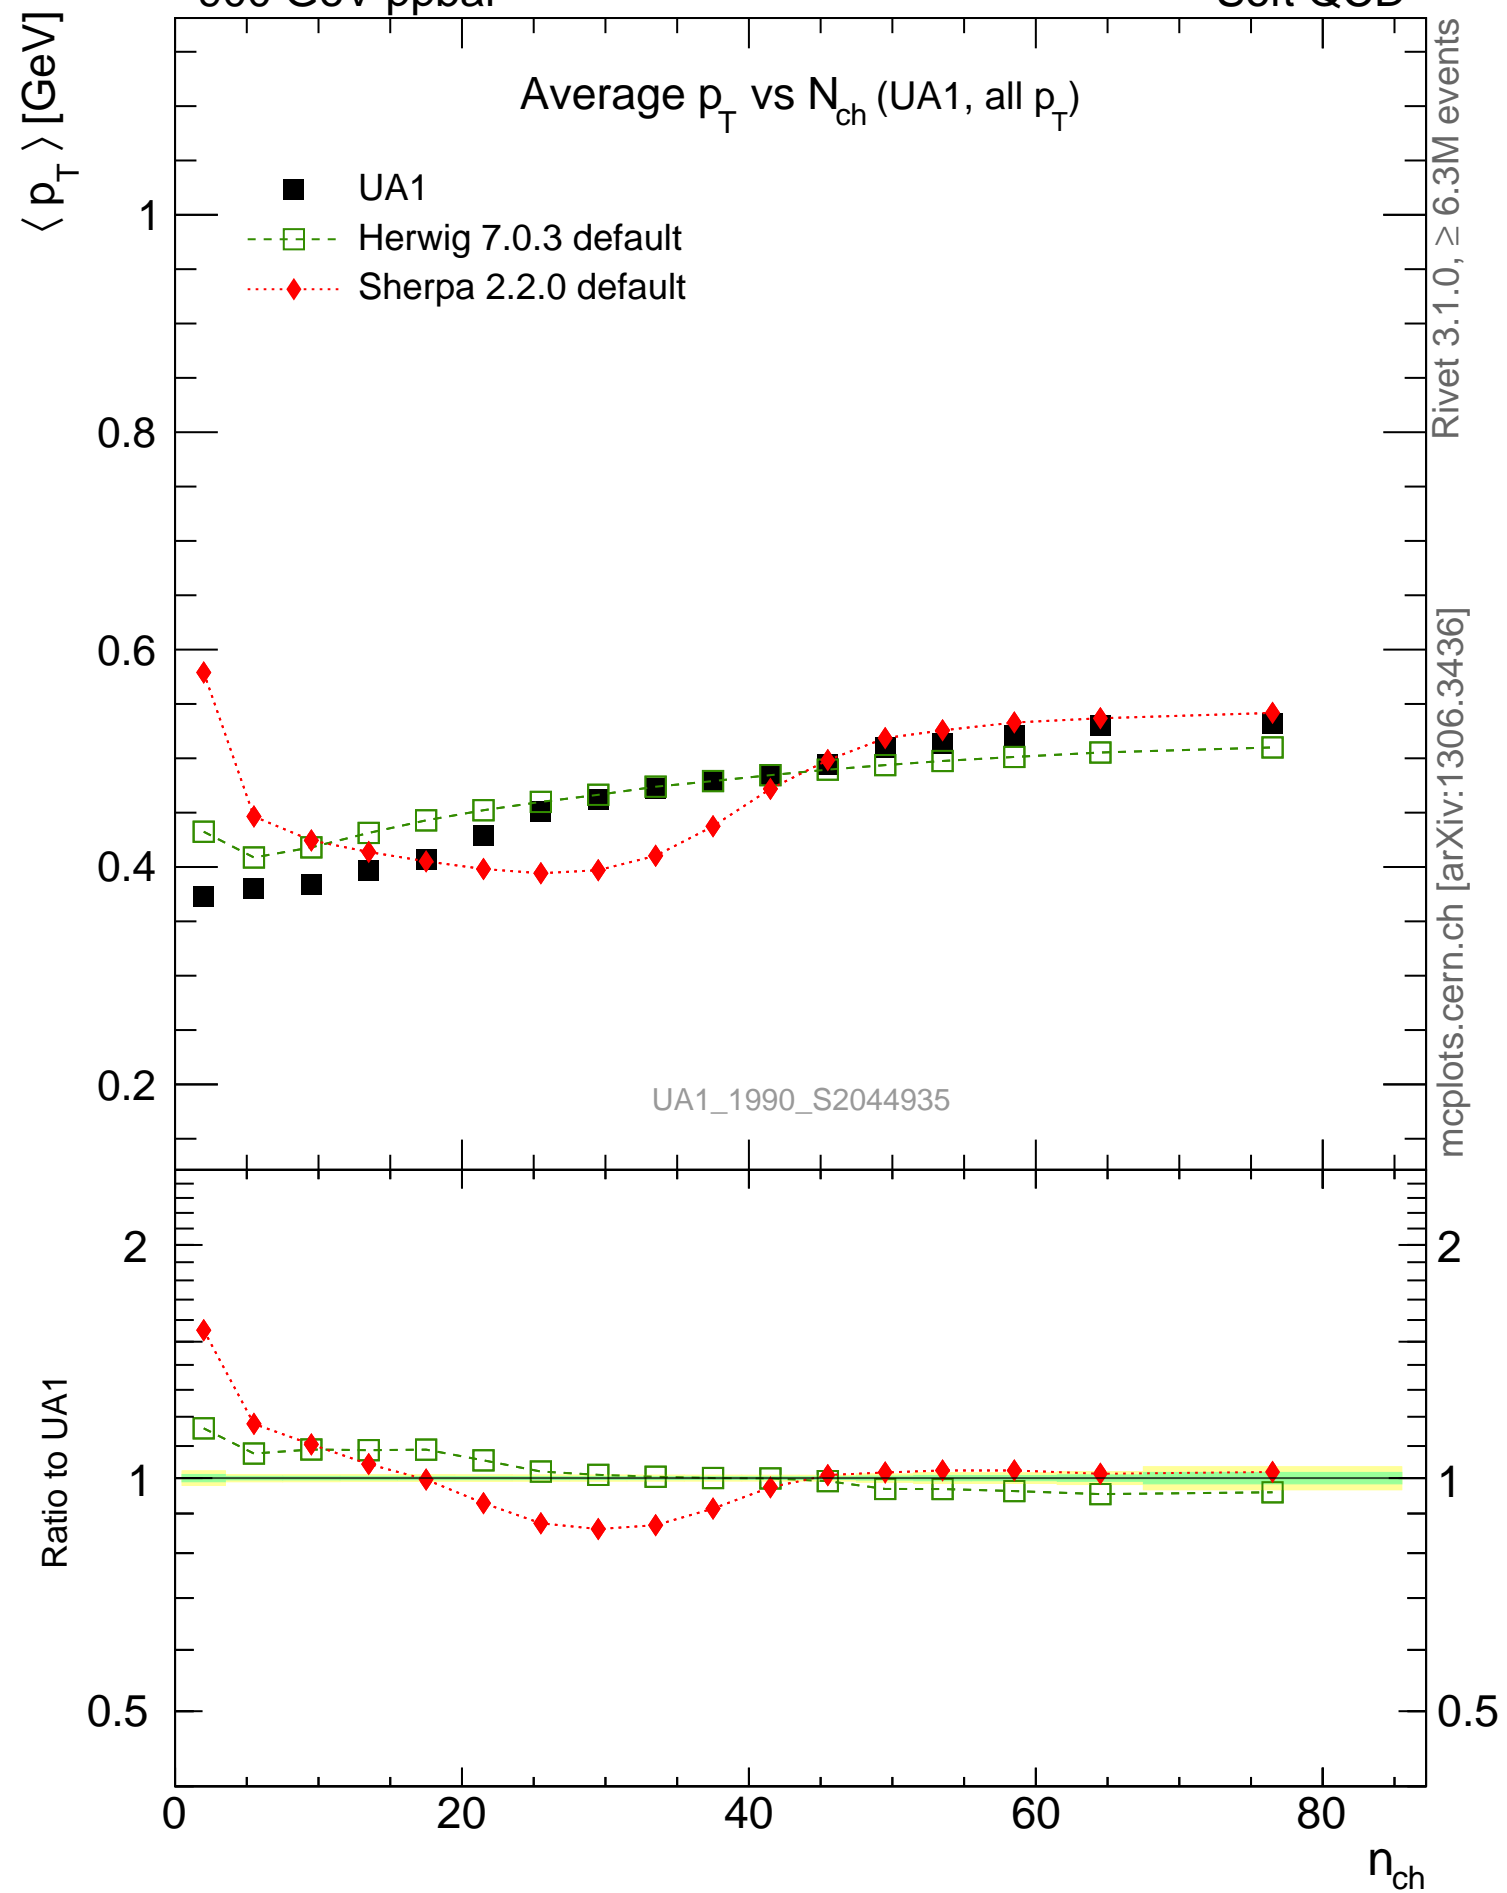 Soft QCD
⟨ p_T ⟩ [GeV]
Average p_T vs N_ch (UA1, all p_T)
UA1
Herwig 7.0.3 default
Sherpa 2.2.0 default
1
0.8
0.6
0.4
0.2
UA1_1990_S2044935
Rivet 3.1.0, ≥ 6.3M events
mcplots.cern.ch [arXiv:1306.3436]
Ratio to UA1
2
1
0.5
2
1
0.5
0 20 40 60 80
n_ch